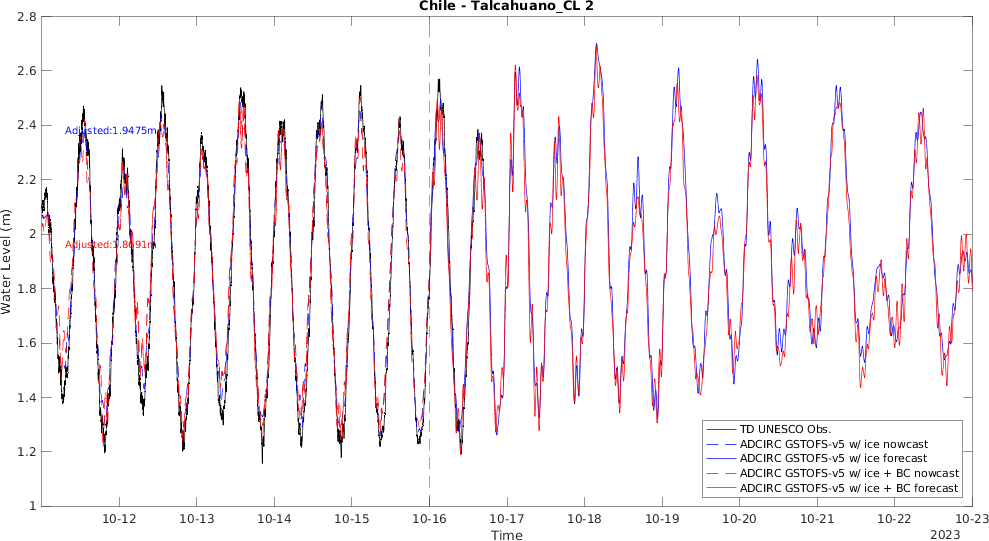 Chile - Talcahuano_CL 2
Water Level (m)
2.8
2.6
2.4
2.2
2
1.8
1.6
1.4
1.2
1
Adjusted:1.9475m
Adjusted:1.8691m
TD UNESCO Obs.
ADCIRC GSTOFS-v5 w/ ice nowcast
ADCIRC GSTOFS-v5 w/ ice forecast
ADCIRC GSTOFS-v5 w/ ice + BC nowcast
ADCIRC GSTOFS-v5 w/ ice + BC forecast
10-12 10-13 10-14 10-15 10-16 10-17 10-18 10-19 10-20 10-21 10-22 10-23
Time
2023